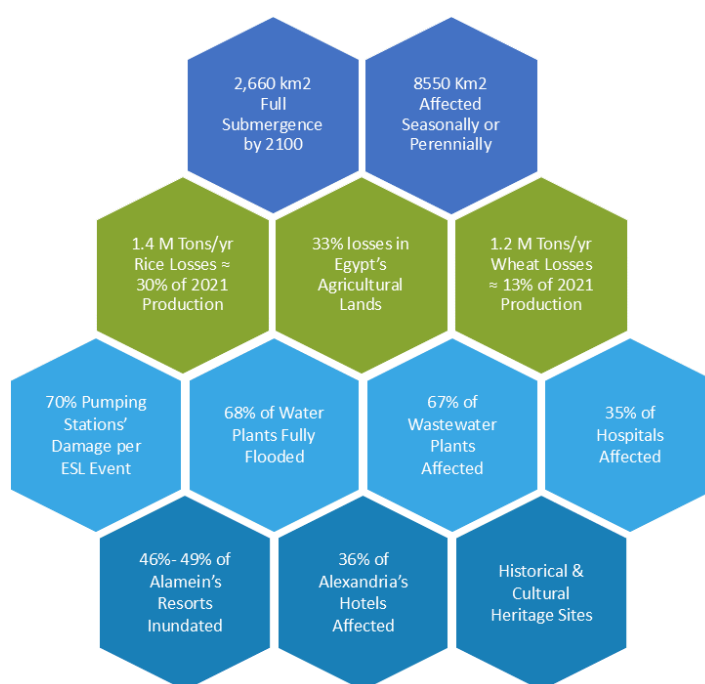 2,660 km2
Full
Submergence
by 2100
8550 Km2
Affected
Seasonally or
Perennially
1.4 M Tons/yr
Rice Losses ≈
30% of 2021
Production
33% losses in
Egypt's
Agricultural
Lands
1.2 M Tons/yr
Wheat Losses
≈ 13% of 2021
Production
70% Pumping
Stations'
Damage per
ESL Event
68% of Water
Plants Fully
Flooded
67% of
Wastewater
Plants
Affected
35% of
Hospitals
Affected
46%- 49% of
Alamein's
Resorts
Inundated
36% of
Alexandria's
Hotels
Affected
Historical &
Cultural
Heritage Sites